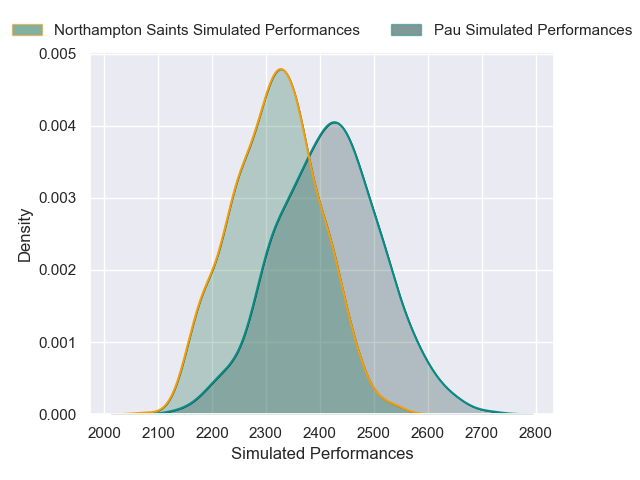 Northampton Saints Simulated Performances Pau Simulated Performances
0.005
0.004
0.003
0.002
0.001
0.000
Density
2000 2100 2200 2300 2400 2500 2600 2700 2800
Simulated Performances